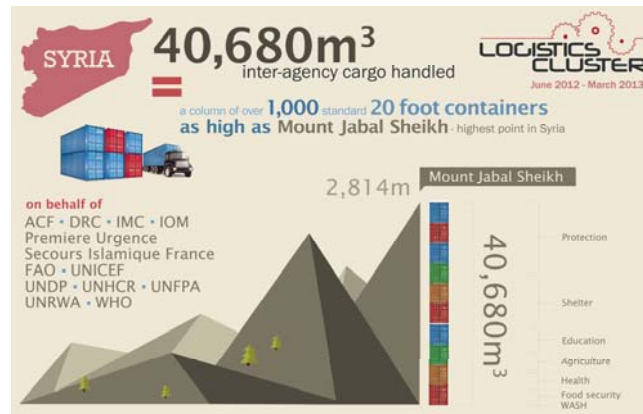 SYRIA
40,680m³
inter-agency cargo handled
=
LOGISTICS
CLUSTER
June 2012 - March 2013
a column of over 1,000 standard 20 foot containers
as high as Mount Jabal Sheikh - highest point in Syria
on behalf of
ACF • DRC • IMC • IOM
Premiere Urgence
Secours Islamique France
FAO • UNICEF
UNDP • UNHCR • UNFPA
UNRWA • WHO
2,814m
Mount Jabal Sheikh
40,680m³
Protection
Shelter
Education
Agriculture
Health
Food security
WASH